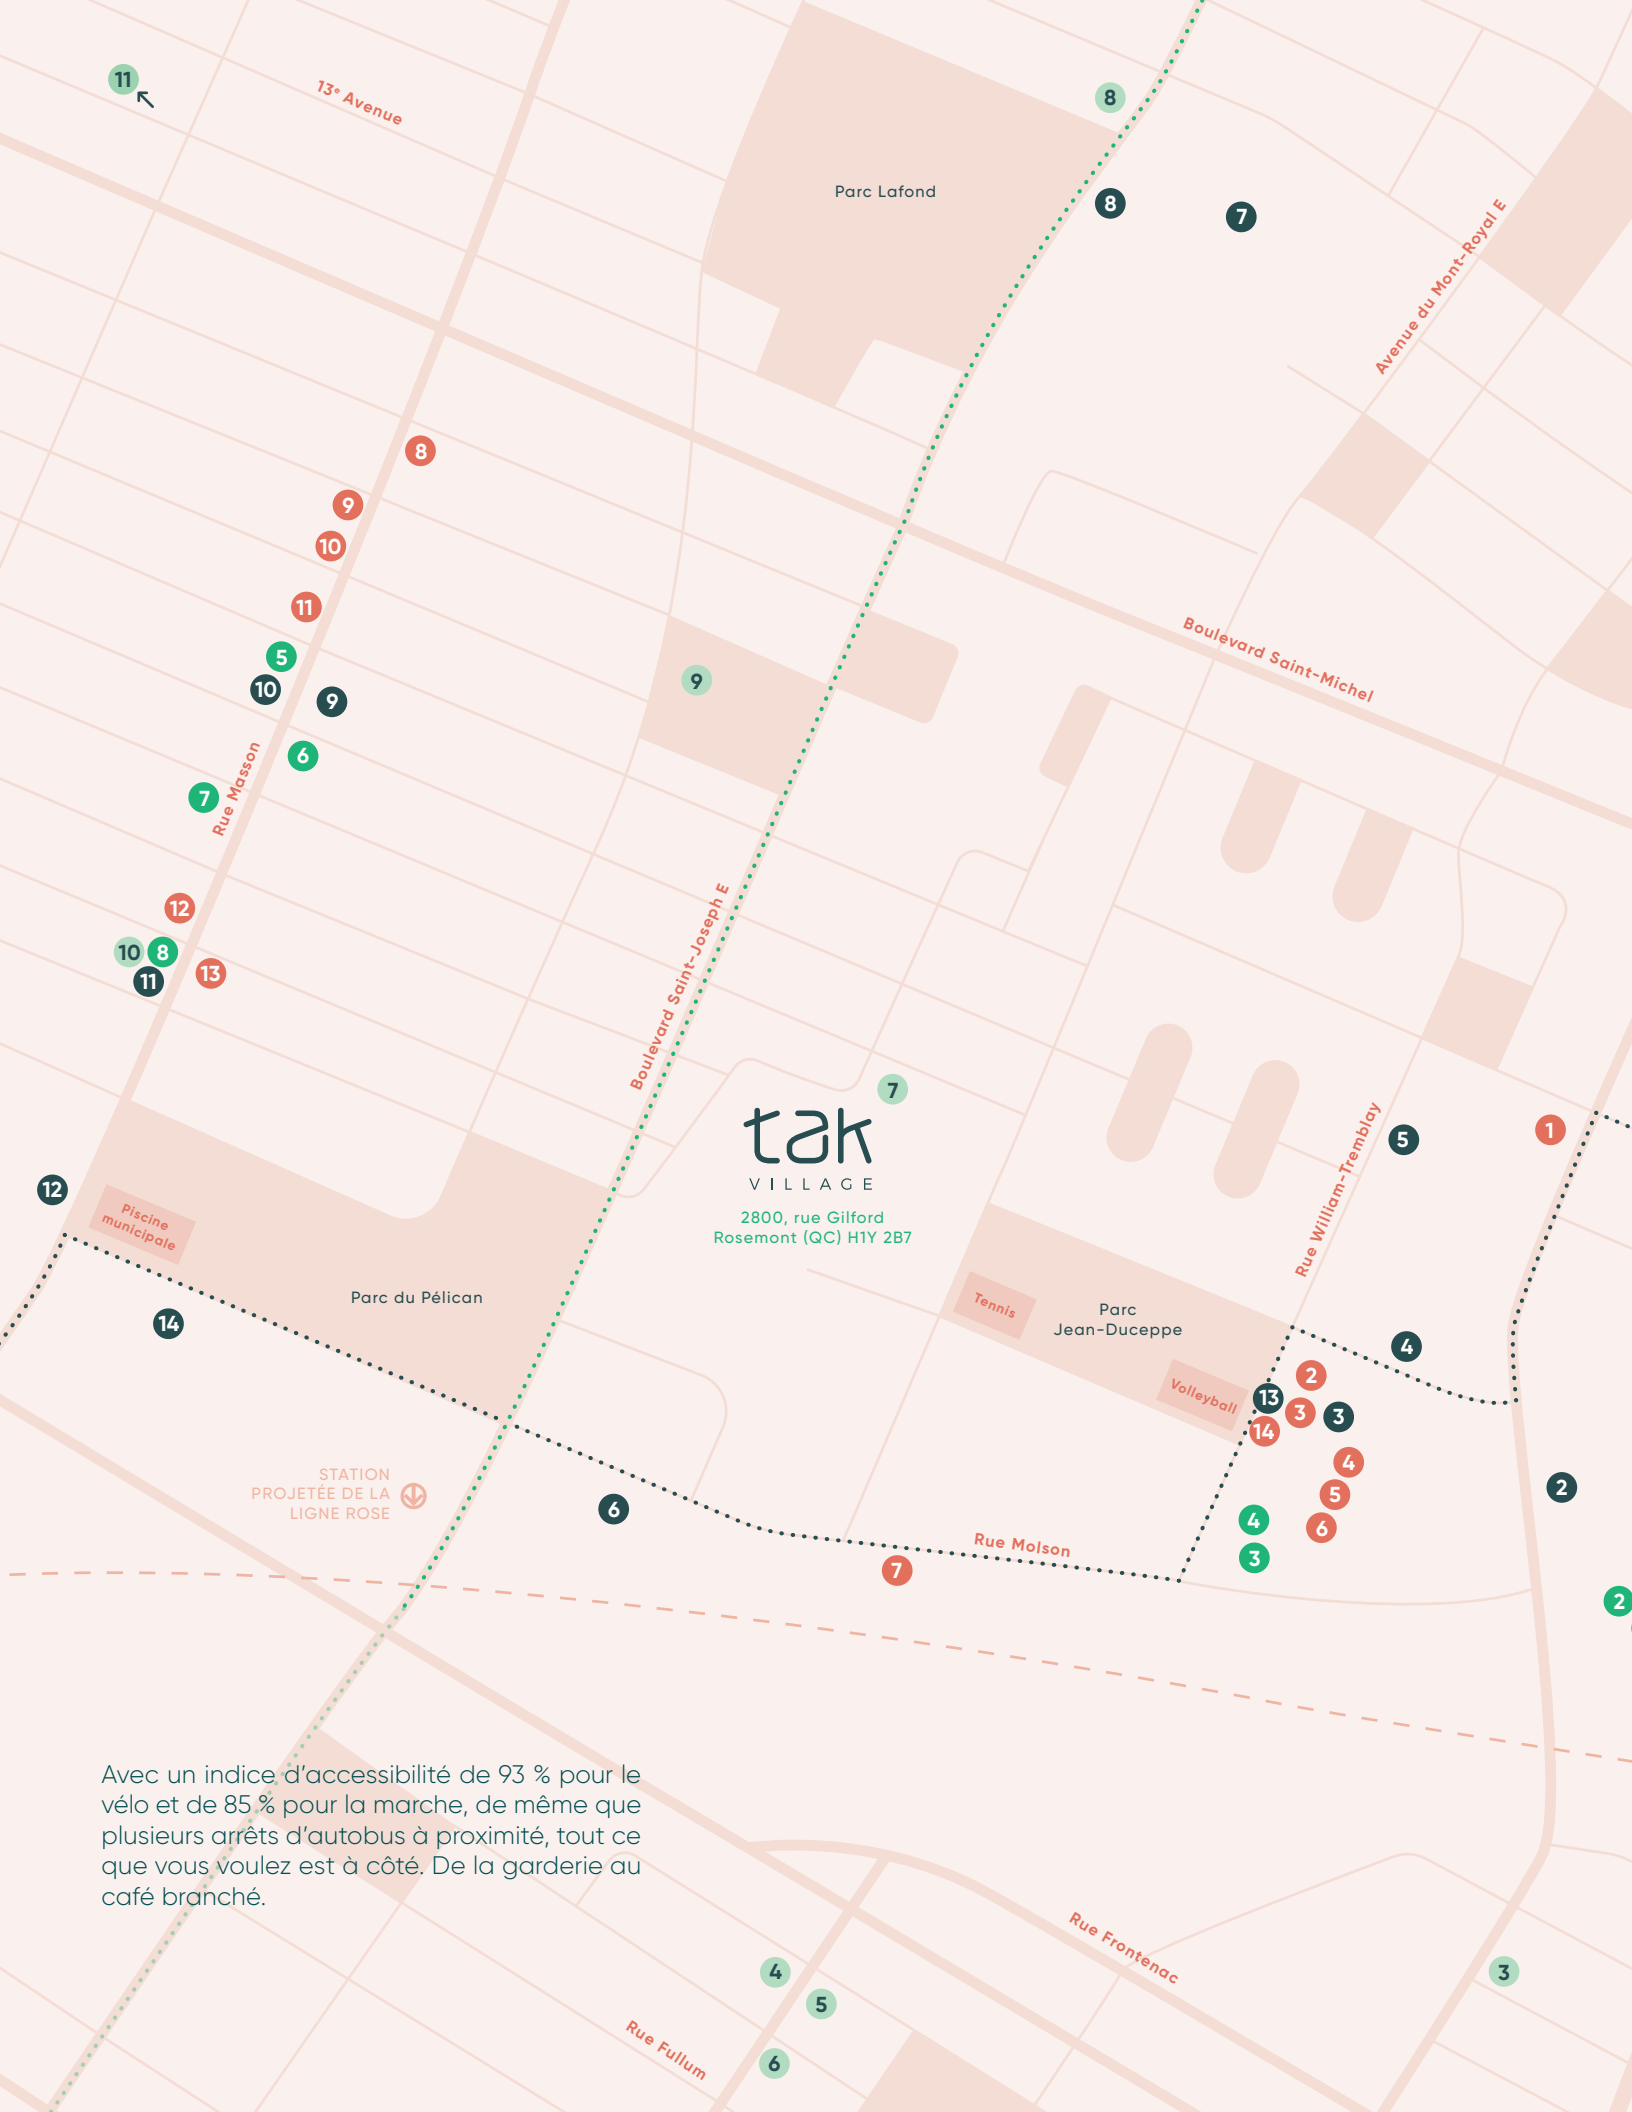 11
13e Avenue
8
Parc Lafond
8
7
Avenue du Mont-Royal E
8
9
10
11
5
10
9
6
7
Rue Masson
Boulevard Saint-Michel
9
12
10
8
11
13
Boulevard Saint-Joseph E
7
tak
VILLAGE
2800, rue Gilford
Rosemont (QC) H1Y 2B7
Rue William-Tremblay
5
1
12
Piscine
municipale
Parc du Pélican
14
Tennis
Parc
Jean-Duceppe
Volleyball
4
2
13
3
3
14
4
5
6
4
3
2
2
STATION
PROJETÉE DE LA
LIGNE ROSE
6
Rue Molson
7
Avec un indice d'accessibilité de 93 % pour le
vélo et de 85 % pour la marche, de même que
plusieurs arrêts d'autobus à proximité, tout ce
que vous voulez est à côté. De la garderie au
café branché.
Rue Frontenac
4
5
6
3
Rue Fullum